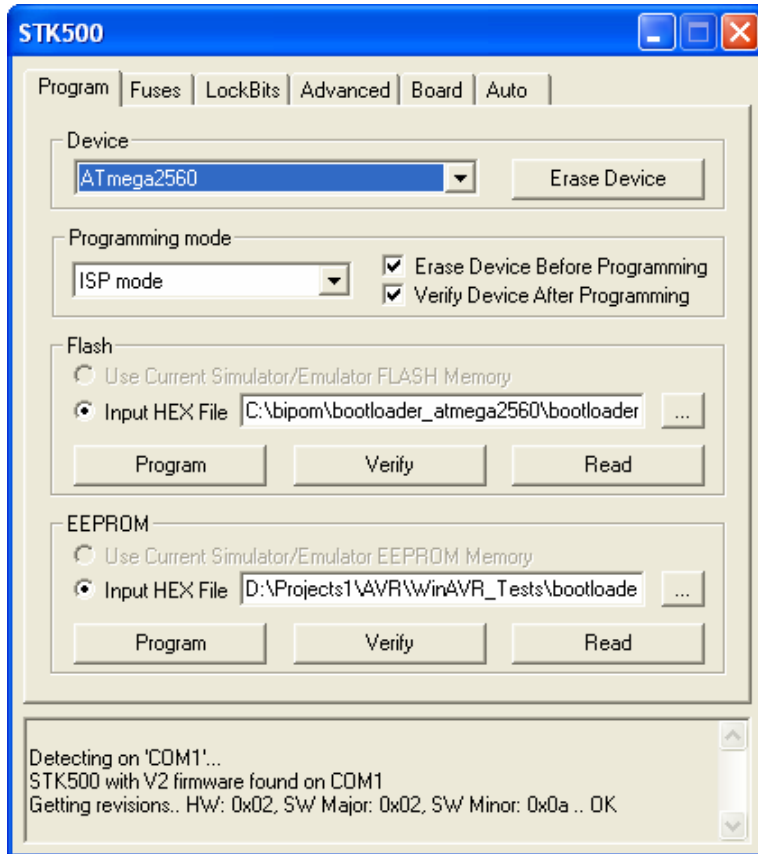 STK500
Program Fuses LockBits Advanced Board Auto
Device
ATmega2560 Erase Device
Programming mode
ISP mode
Erase Device Before Programming
Verify Device After Programming
Flash
Use Current Simulator/Emulator FLASH Memory
Input HEX File C:\bipom\bootloader_atmega2560\bootloader ...
Program Verify Read
EEPROM
Use Current Simulator/Emulator EEPROM Memory
Input HEX File D:\Projects1\AVR\WinAVR_Tests\bootloade ...
Program Verify Read
Detecting on 'COM1'...
STK500 with V2 firmware found on COM1
Getting revisions.. HW: 0x02, SW Major: 0x02, SW Minor: 0x0a .. OK